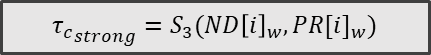 τ_{c_{strong}} = S_3(ND[i]_w, PR[i]_w)